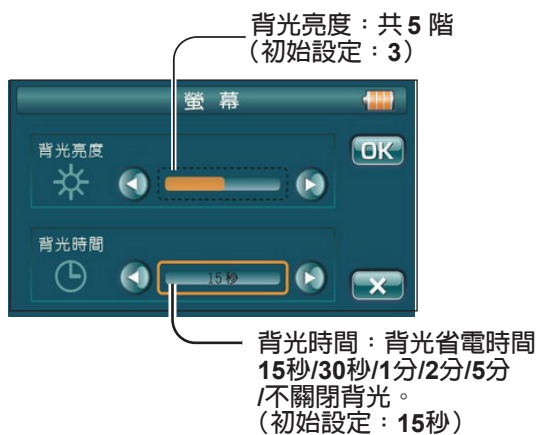 背光亮度：共5 階
（初始設定：3）
螢 幕
背光亮度
OK
背光時間
15秒
背光時間：背光省電時間
15秒/30秒/1分/2分/5分
/不關閉背光。
（初始設定：15秒）